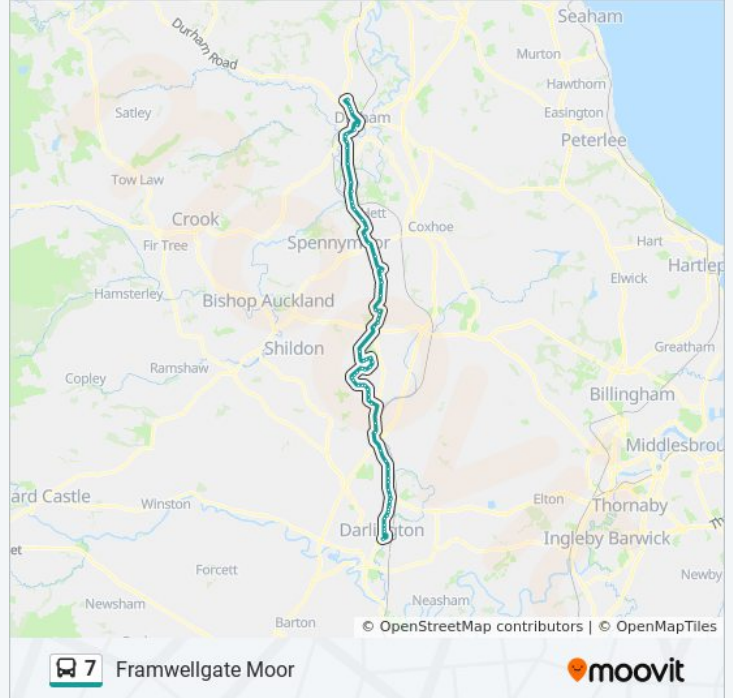 Seaham
Durham Road
Murton
Hawthorn
Satley
Easington
Peterlee
Tow Law
Crook
Coxhoe
Fir Tree
Spennymoor
Hart
Hartlep
Elwick
Hamsterley
Bishop Auckland
Shildon
Greatham
Ramshaw
Copley
Billingham
Middlesbrou
ard Castle
Winston
Elton
Thornaby
Darlington
Ingleby Barwick
et
Forcett
Newby
Newsham
Neasham
Barton
© OpenStreetMap contributors | © OpenMapTiles
7 Framwellgate Moor
moovit